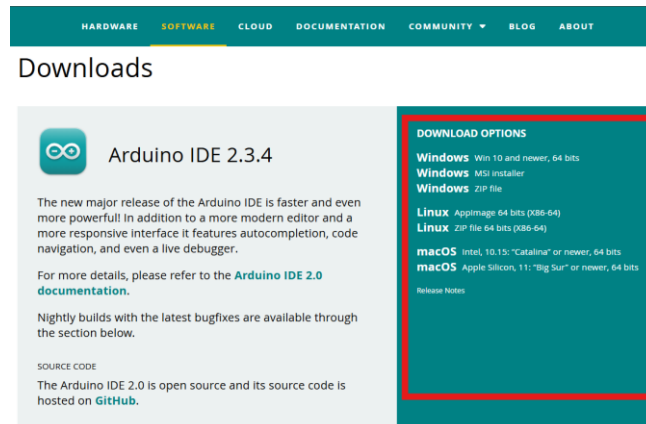 HARDWARE SOFTWARE CLOUD DOCUMENTATION COMMUNITY BLOG ABOUT
Downloads
Arduino IDE 2.3.4
The new major release of the Arduino IDE is faster and even
more powerful! In addition to a more modern editor and a
more responsive interface it features autocompletion, code
navigation, and even a live debugger.
For more details, please refer to the Arduino IDE 2.0
documentation.
Nightly builds with the latest bugfixes are available through
the section below.
SOURCE CODE
The Arduino IDE 2.0 is open source and its source code is
hosted on GitHub.
DOWNLOAD OPTIONS
Windows Win 10 and newer, 64 bits
Windows MSI installer
Windows ZIP file
Linux AppImage 64 bits (X86-64)
Linux ZIP file 64 bits (X86-64)
macOS Intel, 10.15: "Catalina" or newer, 64 bits
macOS Apple Silicon, 11: "Big Sur" or newer, 64 bits
Release Notes